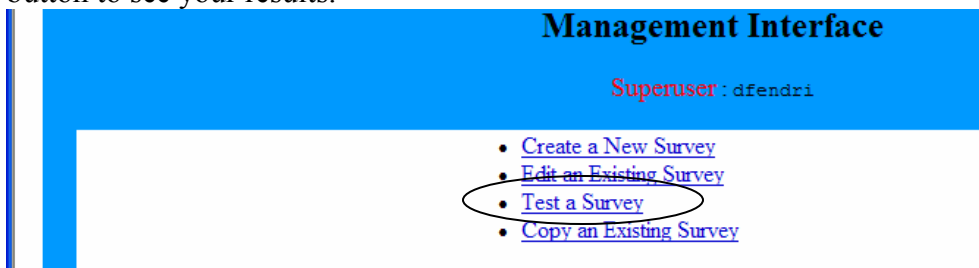 button to see your results.
Management Interface
Superuser : dfendri
Create a New Survey
Edit an Existing Survey
Test a Survey
Copy an Existing Survey